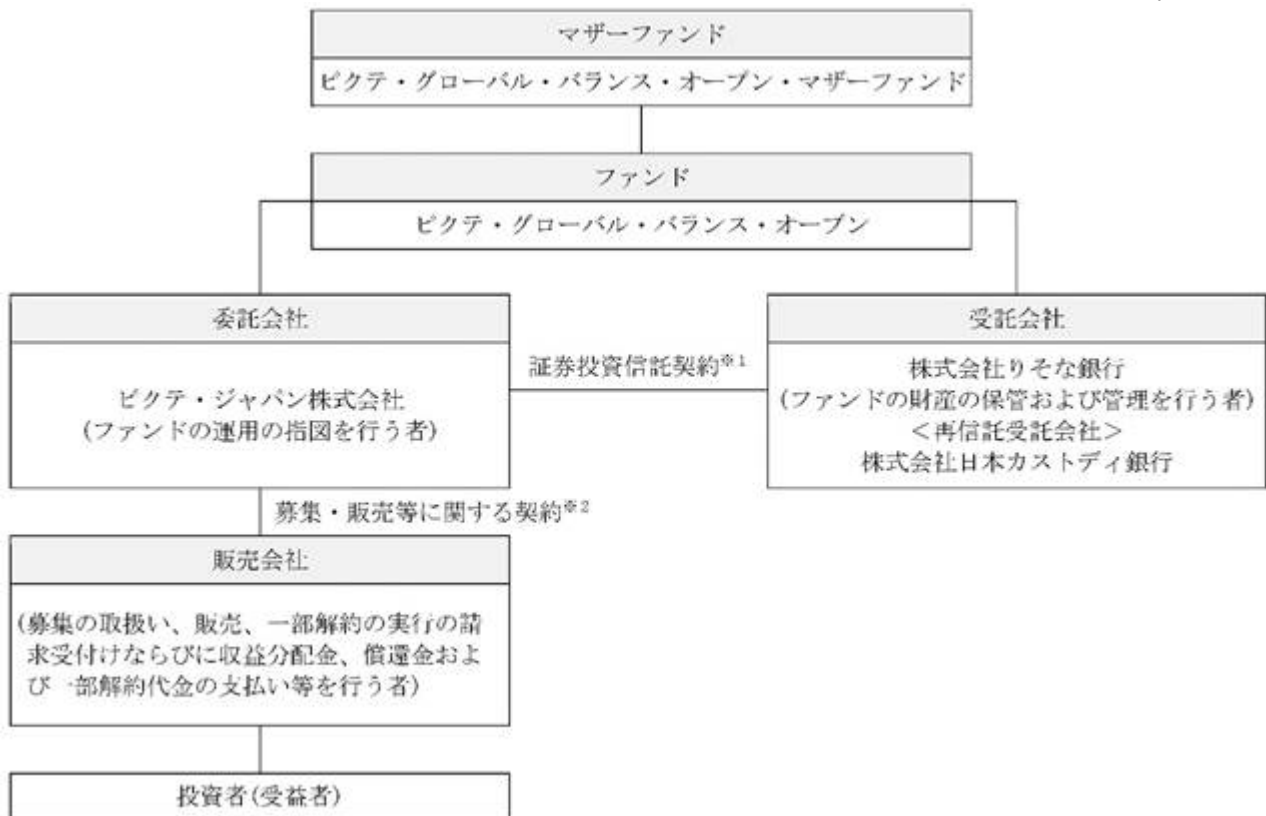 マザーファンド
ピクテ・グローバル・バランス・オープン・マザーファンド
ファンド
ピクテ・グローバル・バランス・オープン
委託会社
ピクテ・ジャパン株式会社
(ファンドの運用の指図を行う者)
証券投資信託契約※1
受託会社
株式会社りそな銀行
(ファンドの財産の保管および管理を行う者)
<再信託受託会社>
株式会社日本カストディ銀行
募集・販売等に関する契約※2
販売会社
(募集の取扱い、販売、一部解約の実行の請
求受付けならびに収益分配金、償還金およ
び一部解約代金の支払い等を行う者)
投資者(受益者)